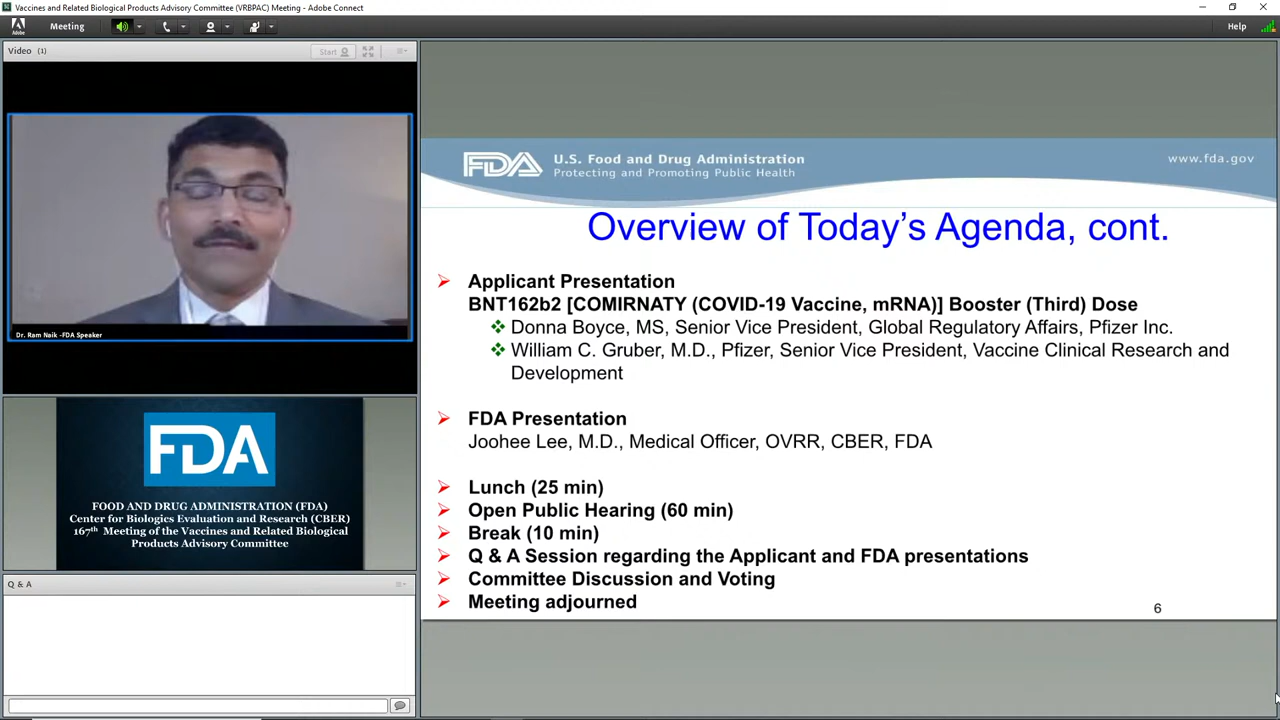 Vaccines and Related Biological Products Advisory Committee (VRBPAC) Meeting - Adobe Connect
Meeting
Help
Video (1)
Start
Dr. Ram Naik -FDA Speaker
FDA
FOOD AND DRUG ADMINISTRATION (FDA)
Center for Biologics Evaluation and Research (CBER)
167th Meeting of the Vaccines and Related Biological
Products Advisory Committee
Q & A
FDA U.S. Food and Drug Administration
Protecting and Promoting Public Health
www.fda.gov
Overview of Today's Agenda, cont.
Applicant Presentation
BNT162b2 [COMIRNATY (COVID-19 Vaccine, mRNA)] Booster (Third) Dose
Donna Boyce, MS, Senior Vice President, Global Regulatory Affairs, Pfizer Inc.
William C. Gruber, M.D., Pfizer, Senior Vice President, Vaccine Clinical Research and
Development
FDA Presentation
Joohee Lee, M.D., Medical Officer, OVRR, CBER, FDA
Lunch (25 min)
Open Public Hearing (60 min)
Break (10 min)
Q & A Session regarding the Applicant and FDA presentations
Committee Discussion and Voting
Meeting adjourned
6